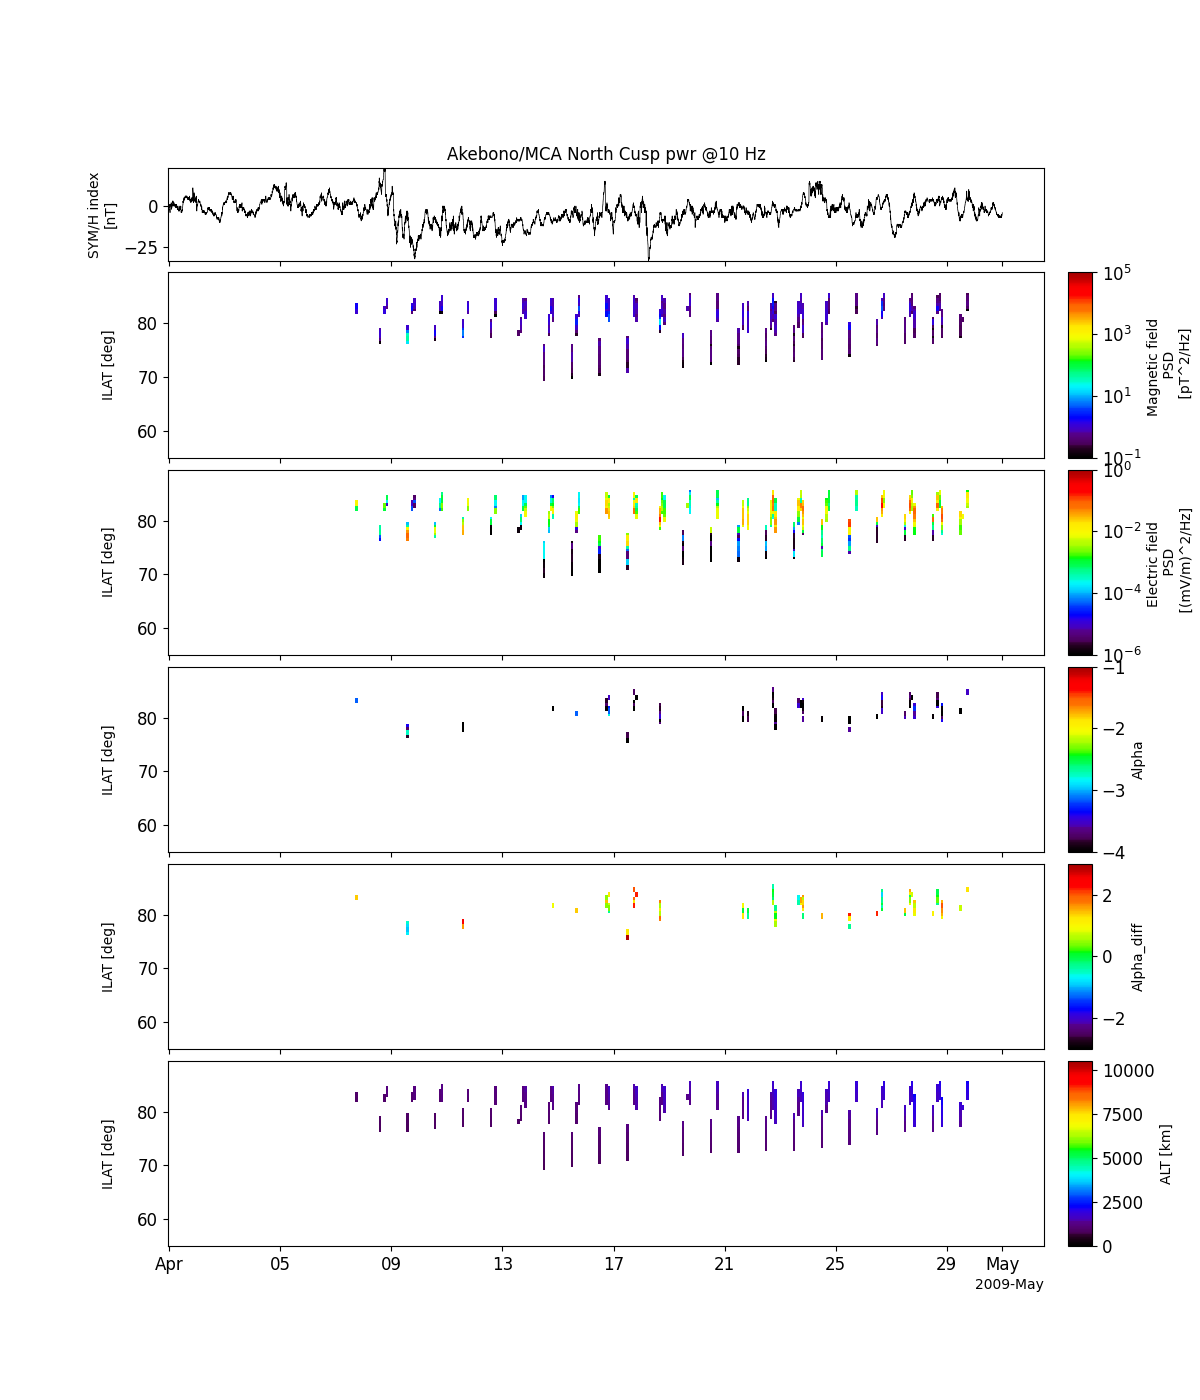 Akebono/MCA North Cusp pwr @10 Hz
SYM/H index
[nT]
0
−25
ILAT [deg]
80
70
60
10^5
10^3
10^1
10^−1
Magnetic field
PSD
[pT^2/Hz]
ILAT [deg]
80
70
60
10^0
10^−2
10^−4
10^−6
Electric field
PSD
[(mV/m)^2/Hz]
ILAT [deg]
80
70
60
−1
−2
−3
−4
Alpha
ILAT [deg]
80
70
60
2
0
−2
Alpha_diff
ILAT [deg]
80
70
60
10000
7500
5000
2500
0
ALT [km]
Apr 05 09 13 17 21 25 29 May
2009-May